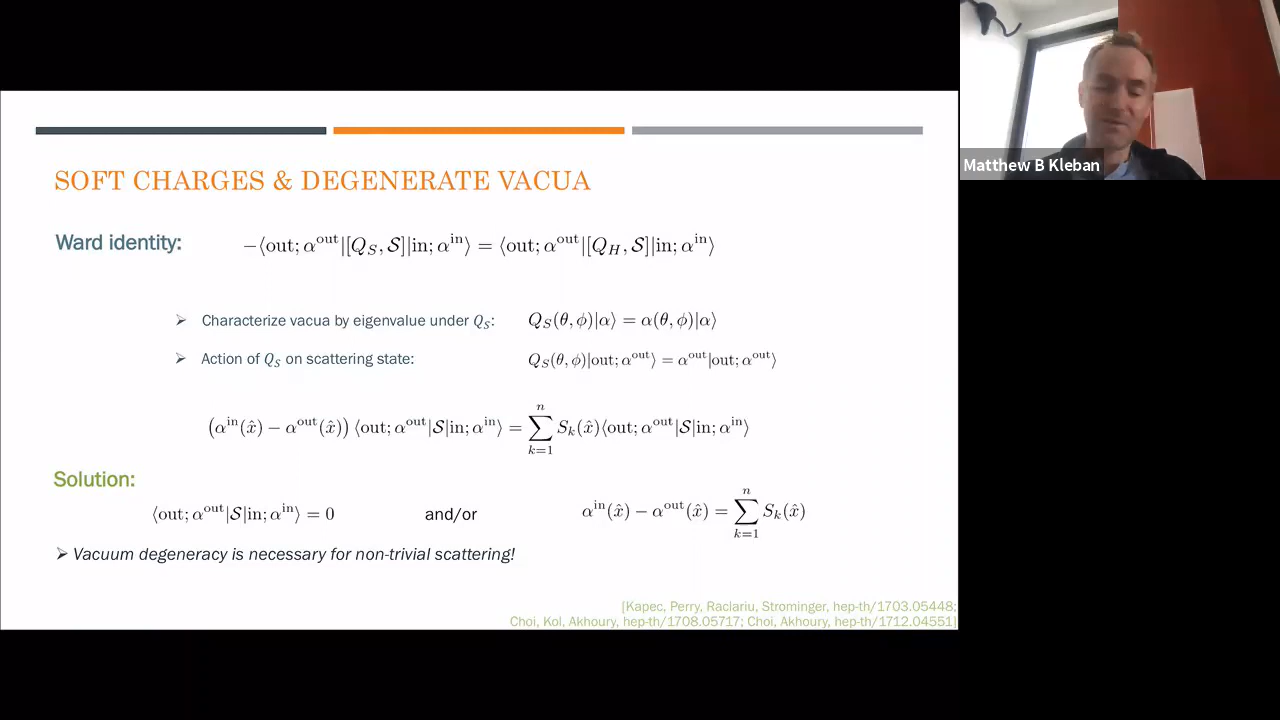 SOFT CHARGES & DEGENERATE VACUA
Ward identity: −⟨out; α^out|[Q_S, 𝒮]|in; α^in⟩ = ⟨out; α^out|[Q_H, 𝒮]|in; α^in⟩
➢ Characterize vacua by eigenvalue under Q_S: Q_S(θ, ϕ)|α⟩ = α(θ, ϕ)|α⟩
➢ Action of Q_S on scattering state: Q_S(θ, ϕ)|out; α^out⟩ = α^out|out; α^out⟩
(α^in(x̂) − α^out(x̂)) ⟨out; α^out|𝒮|in; α^in⟩ = ∑_{k=1}^{n} S_k(x̂)⟨out; α^out|𝒮|in; α^in⟩
Solution:
⟨out; α^out|𝒮|in; α^in⟩ = 0 and/or α^in(x̂) − α^out(x̂) = ∑_{k=1}^{n} S_k(x̂)
➢ Vacuum degeneracy is necessary for non-trivial scattering!
[Kapec, Perry, Raclariu, Strominger, hep-th/1703.05448;
Choi, Kol, Akhoury, hep-th/1708.05717; Choi, Akhoury, hep-th/1712.04551]
Matthew B Kleban